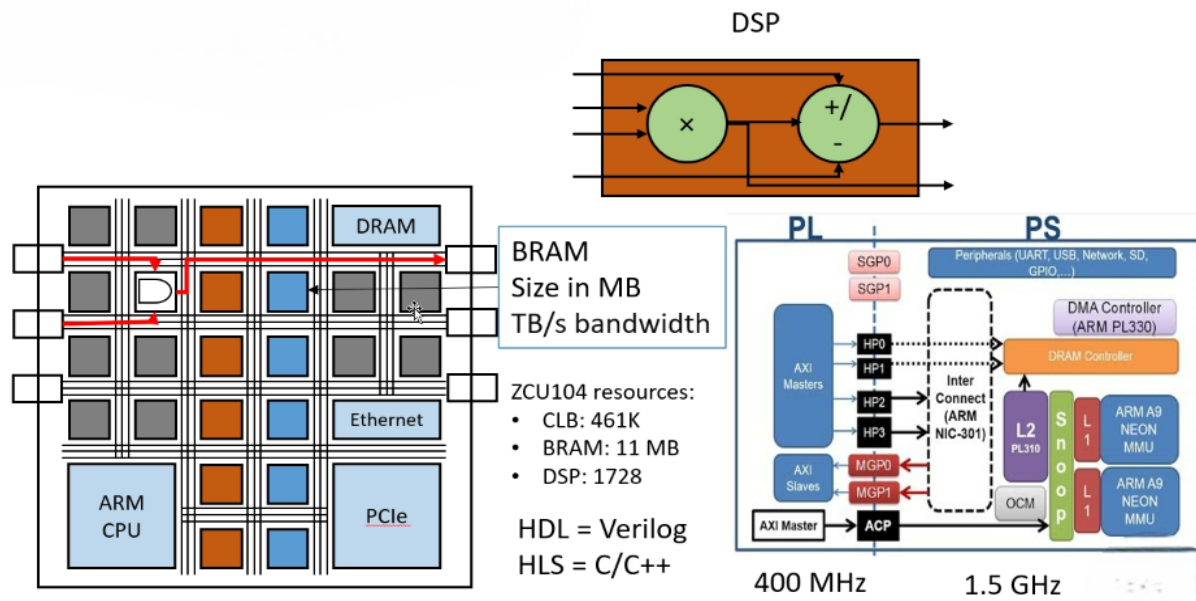 DSP
×
+/
-
DRAM
BRAM
Size in MB
TB/s bandwidth
Ethernet
ARM
CPU
PCIe
ZCU104 resources:
• CLB: 461K
• BRAM: 11 MB
• DSP: 1728
HDL = Verilog
HLS = C/C++
PL
PS
SGP0
SGP1
Peripherals (UART, USB, Network, SD,
GPIO,...)
DMA Controller
(ARM PL330)
HP0
HP1
HP2
HP3
AXI
Masters
Inter
Connect
(ARM
NIC-301)
DRAM Controller
L2
PL310
Snoop
L1
ARM A9
NEON
MMU
L1
ARM A9
NEON
MMU
AXI
Slaves
MGP0
MGP1
OCM
AXI Master
ACP
400 MHz
1.5 GHz